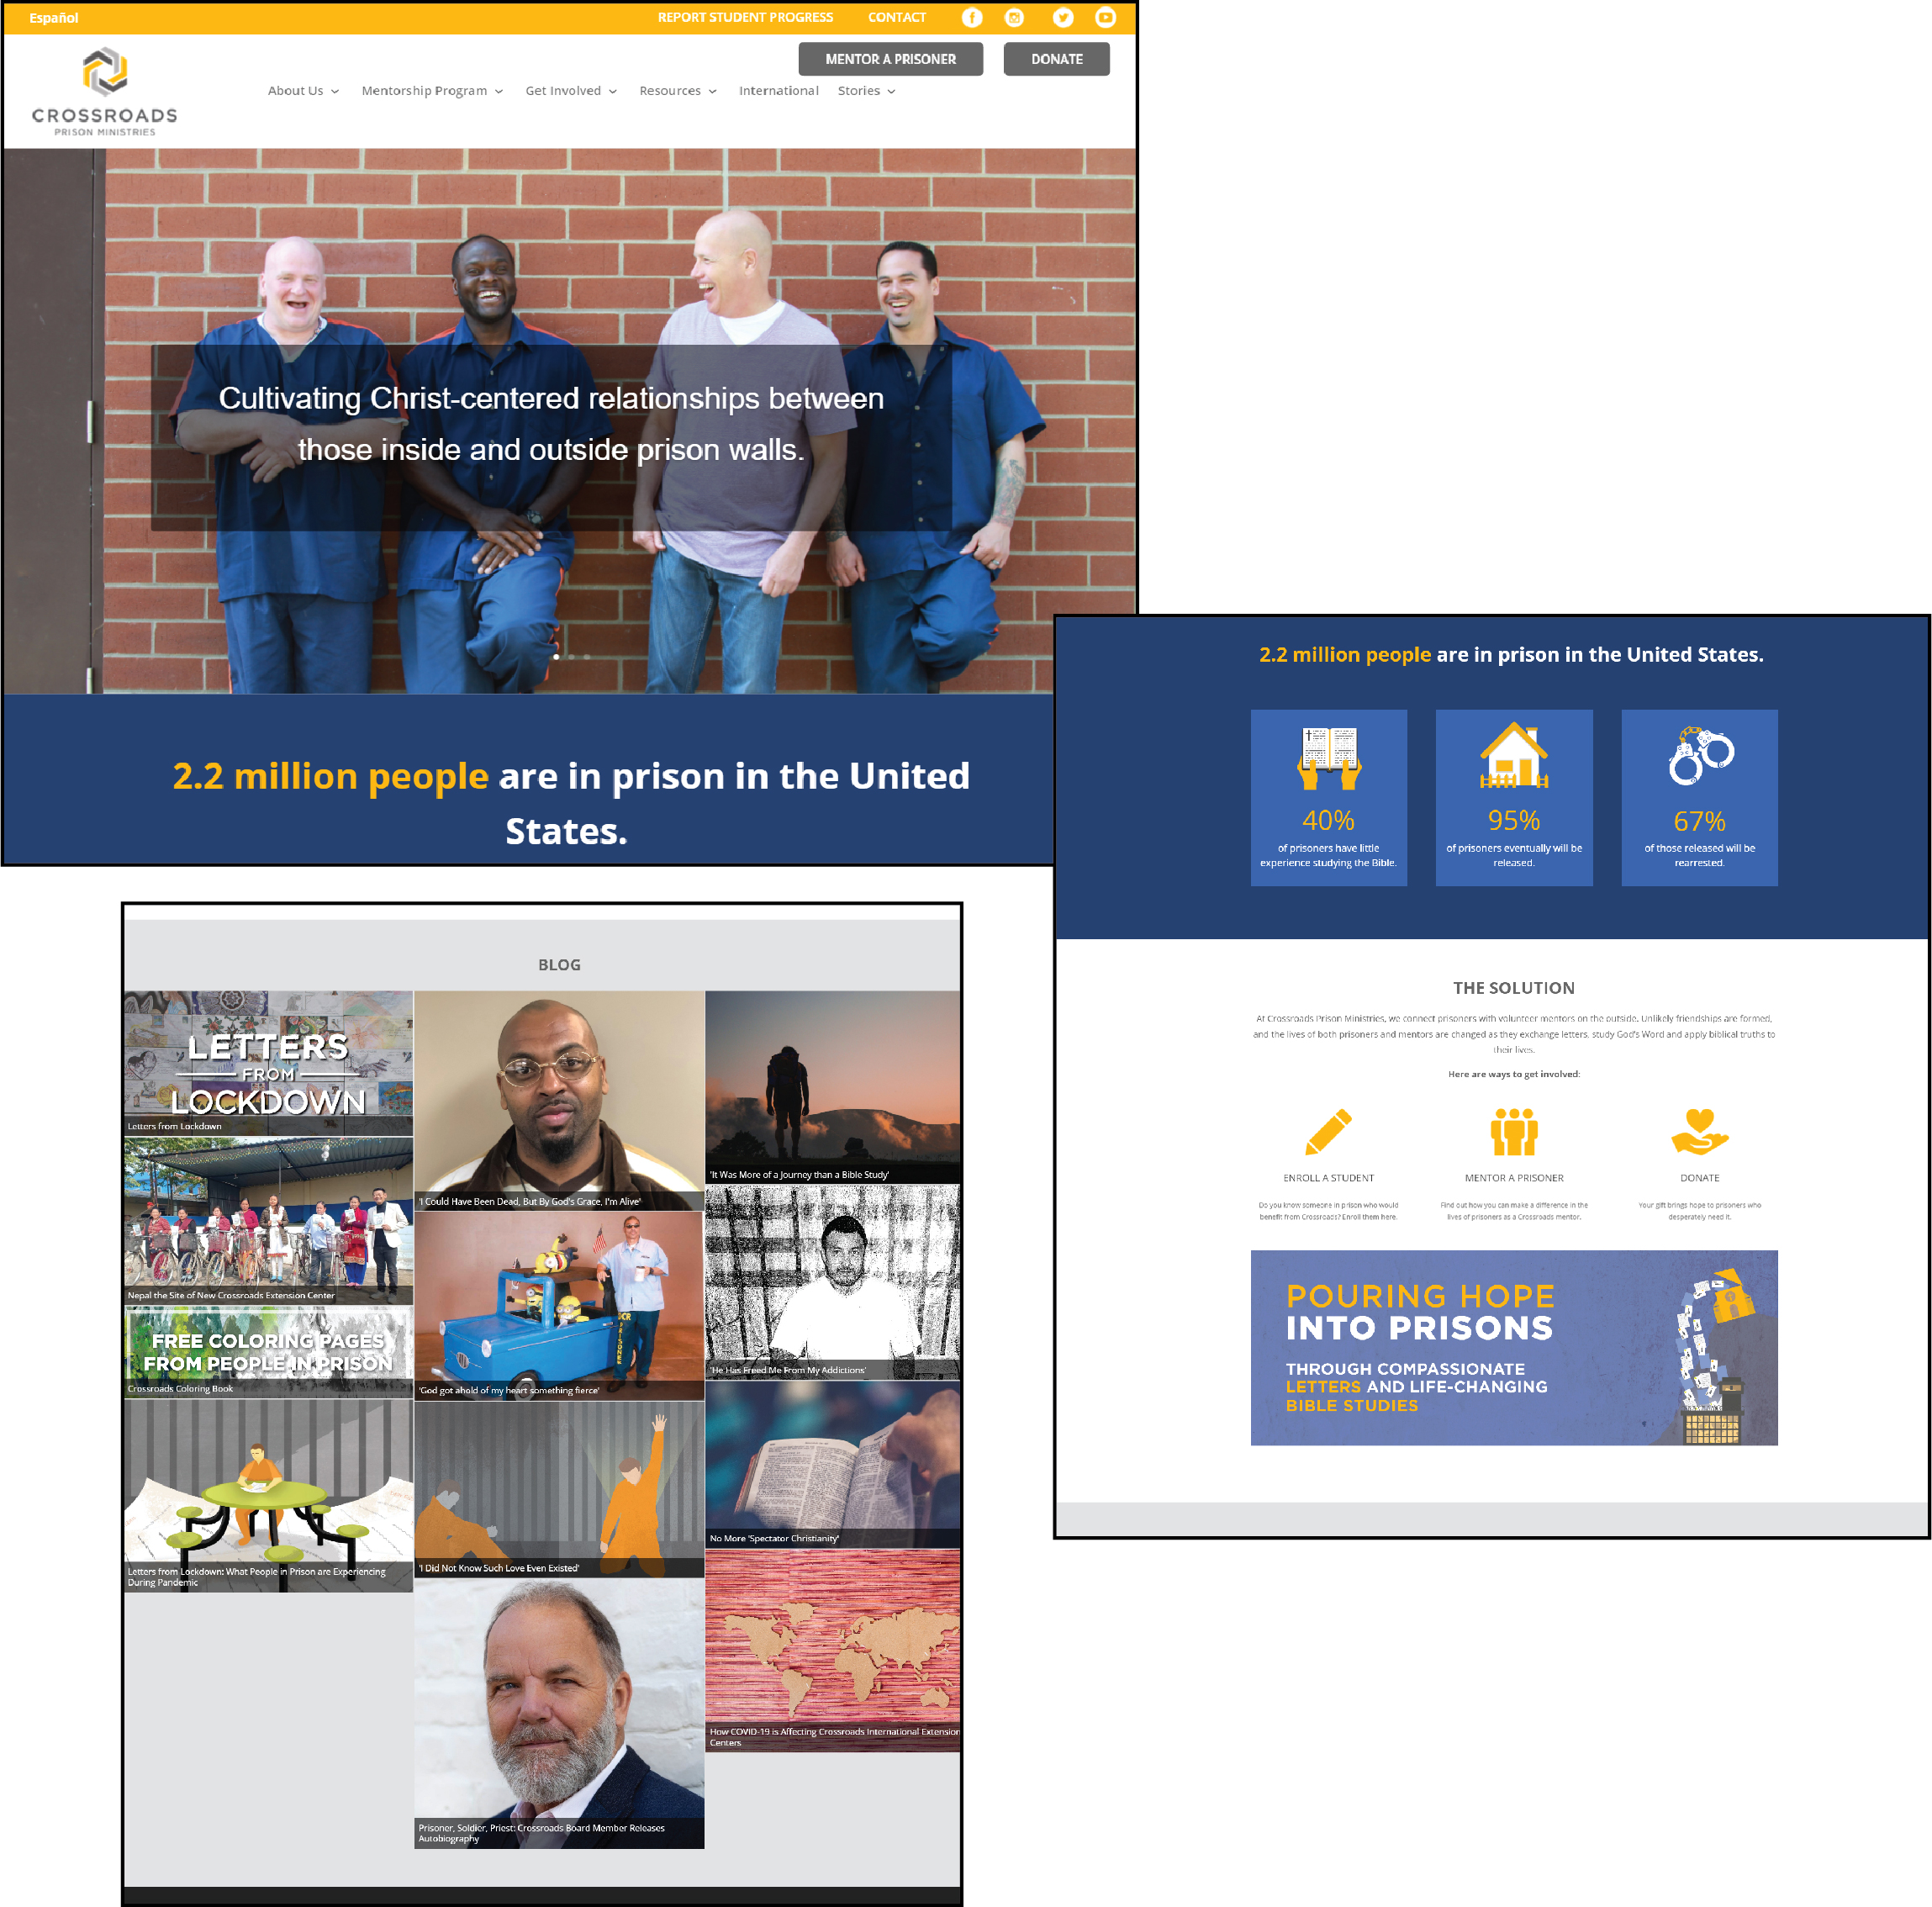 Español
REPORT STUDENT PROGRESS
CONTACT
MENTOR A PRISONER
DONATE
CROSSROADS
PRISON MINISTRIES
About Us
Mentorship Program
Get Involved
Resources
International
Stories
Cultivating Christ-centered relationships between
those inside and outside prison walls.
2.2 million people are in prison in the United
States.
2.2 million people are in prison in the United States.
40%
of prisoners have little
experience studying the Bible.
95%
of prisoners eventually will be
released.
67%
of those released will be
rearrested.
THE SOLUTION
At Crossroads Prison Ministries, we connect prisoners with volunteer mentors on the outside. Unlikely friendships are formed,
and the lives of both prisoners and mentors are changed as they exchange letters, study God's Word and apply biblical truths to
their lives.
Here are ways to get involved:
ENROLL A STUDENT
Do you know someone in prison who would
benefit from Crossroads? Enroll them here.
MENTOR A PRISONER
Find out how you can make a difference in the
lives of prisoners as a Crossroads mentor.
DONATE
Your gift brings hope to prisoners who
desperately need it.
POURING HOPE
INTO PRISONS
THROUGH COMPASSIONATE
LETTERS AND LIFE-CHANGING
BIBLE STUDIES
BLOG
LETTERS
FROM
LOCKDOWN
Letters from Lockdown
Nepal the Site of New Crossroads Extension Center
FREE COLORING PAGES
FROM PEOPLE IN PRISON
Crossroads Coloring Book
Letters from Lockdown: What People in Prison are Experiencing
During Pandemic
'I Could Have Been Dead, But By God's Grace, I'm Alive'
PRISONER
'God got ahold of my heart something fierce'
'I Did Not Know Such Love Even Existed'
Prisoner, Soldier, Priest: Crossroads Board Member Releases
Autobiography
'It Was More of a Journey than a Bible Study'
'He Has Freed Me From My Addictions'
No More 'Spectator Christianity'
How COVID-19 is Affecting Crossroads International Extension
Centers